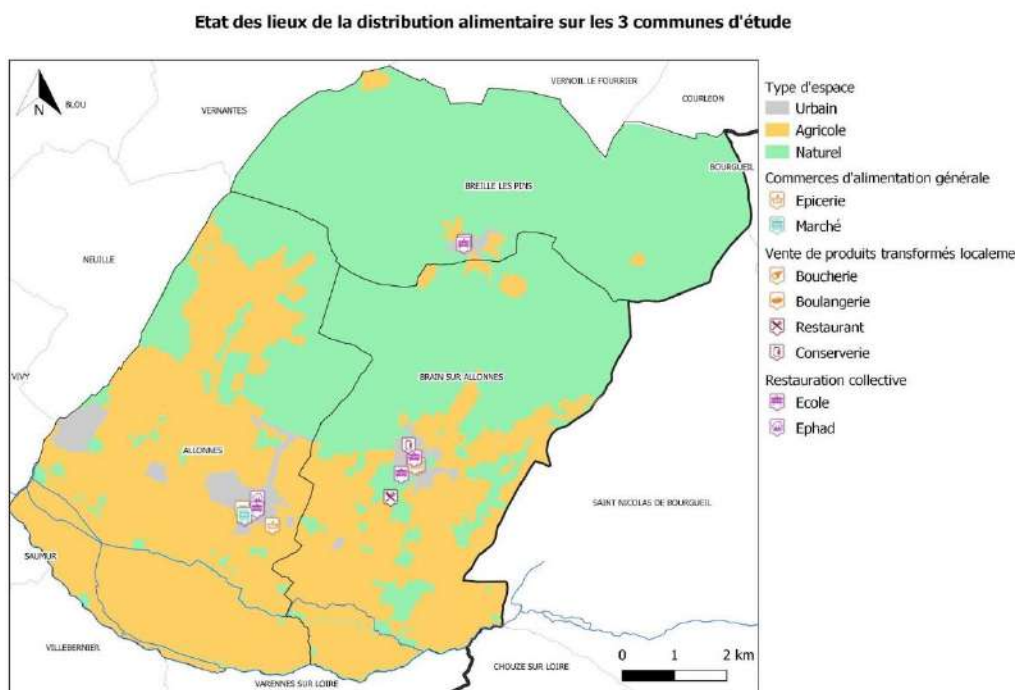 Etat des lieux de la distribution alimentaire sur les 3 communes d'étude
N
BLOU
VERNANTES
VERNOIL LE FOURRIER
COURLEON
BOURGUEIL
BREILLE LES PINS
NEUILLE
VIVY
BRAIN SUR ALLONNES
ALLONNES
SAINT NICOLAS DE BOURGUEIL
SAUMUR
VILLEBERNIER
VARENNES SUR LOIRE
CHOUZE SUR LOIRE
0 1 2 km
Type d'espace
Urbain
Agricole
Naturel
Commerces d'alimentation générale
Epicerie
Marché
Vente de produits transformés localeme
Boucherie
Boulangerie
Restaurant
Conserverie
Restauration collective
Ecole
Ephad